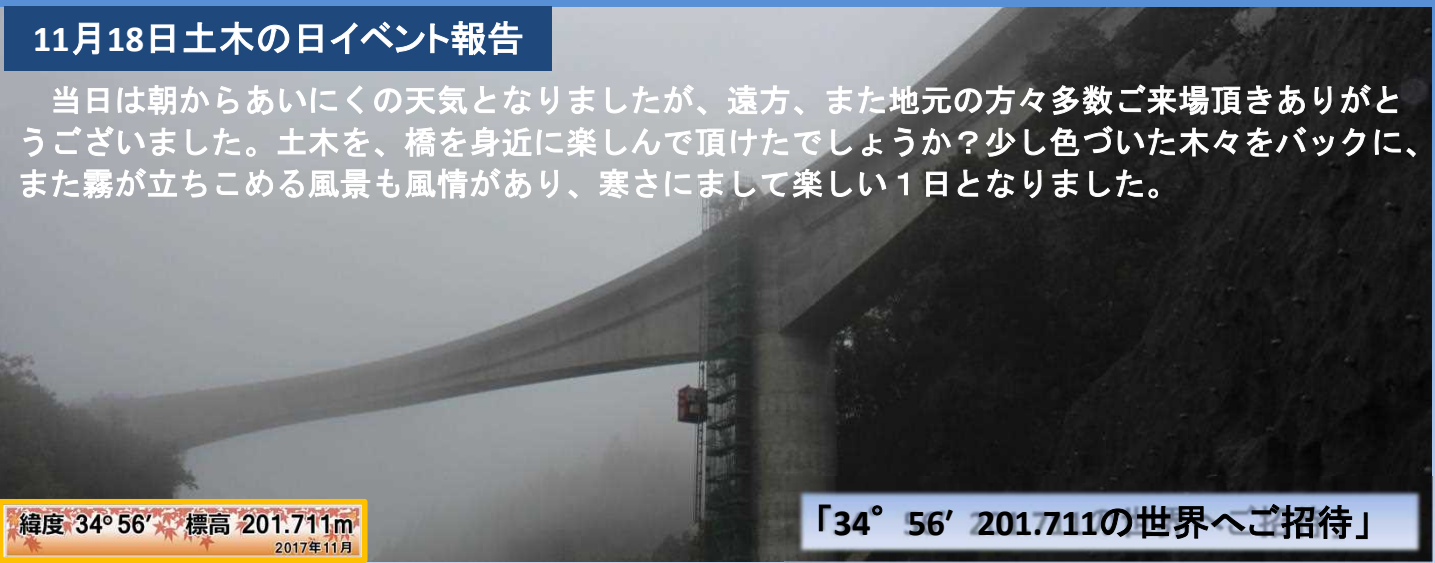 11月18日土木の日イベント報告
当日は朝からあいにくの天気となりましたが、遠方、また地元の方々多数ご来場頂きありがと
うございました。土木を、橋を身近に楽しんで頂けたでしょうか？少し色づいた木々をバックに、
また霧が立ちこめる風景も風情があり、寒さにまして楽しい１日となりました。
緯度 34° 56′ 標高 201.711m
2017年11月
「34° 56′ 201.711の世界へご招待」